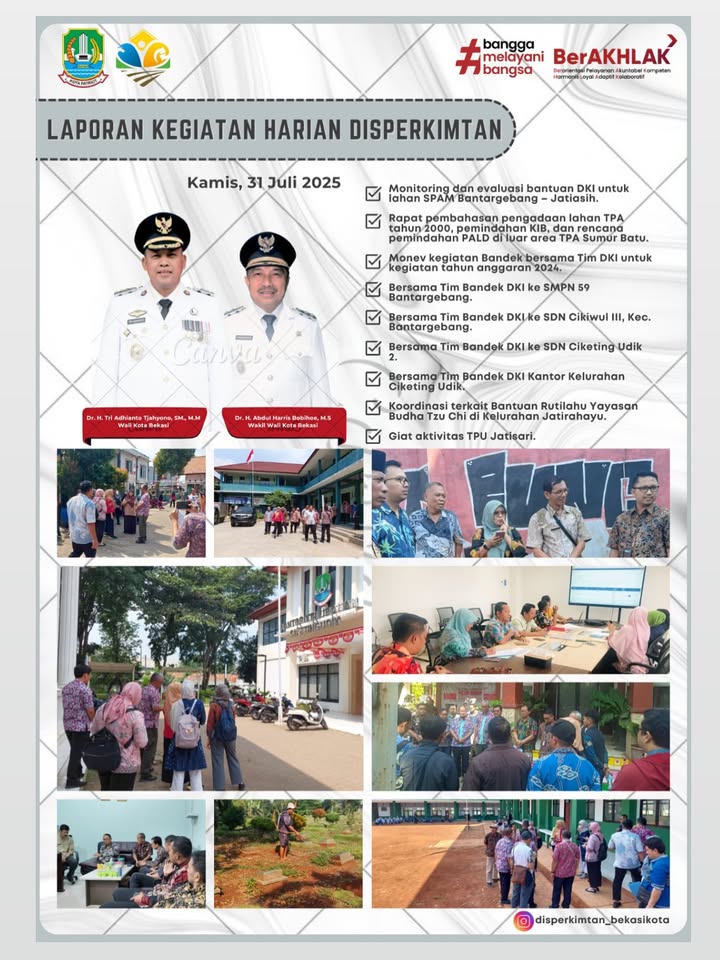 KOTA PATRIOT
#bangga
melayani
bangsa
BerAKHLAK
Berorientasi Pelayanan Akuntabel Kompeten
Harmonis Loyal Adaptif Kolaboratif
LAPORAN KEGIATAN HARIAN DISPERKIMTAN
Kamis, 31 Juli 2025
Monitoring dan evaluasi bantuan DKI untuk
lahan SPAM Bantargebang – Jatiasih.
Rapat pembahasan pengadaan lahan TPA
tahun 2000, pemindahan KIB, dan rencana
pemindahan PALD di luar area TPA Sumur Batu.
Monev kegiatan Bandek bersama Tim DKI untuk
kegiatan tahun anggaran 2024.
Bersama Tim Bandek DKI ke SMPN 59
Bantargebang.
Bersama Tim Bandek DKI ke SDN Cikiwul III, Kec.
Bantargebang.
Bersama Tim Bandek DKI ke SDN Ciketing Udik
2.
Bersama Tim Bandek DKI Kantor Kelurahan
Ciketing Udik.
Koordinasi terkait Bantuan Rutilahu Yayasan
Budha Tzu Chi di Kelurahan Jatirahayu.
Giat aktivitas TPU Jatisari.
Canva
Dr. H. Tri Adhianto Tjahyono, SM., M.M
Wali Kota Bekasi
Dr. H. Abdul Harris Bobihoe, M.S
Wakil Wali Kota Bekasi
disperkimtan_bekasikota